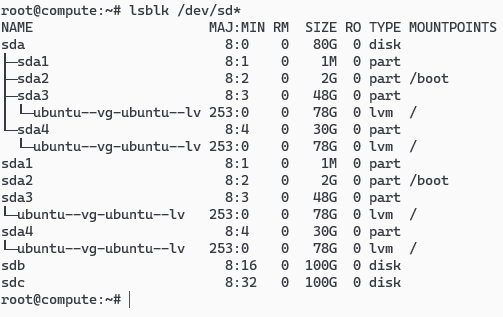 root@compute:~# lsblk /dev/sd*
NAME                      MAJ:MIN RM  SIZE RO TYPE MOUNTPOINTS
sda                         8:0    0   80G  0 disk
├─sda1                      8:1    0    1M  0 part
├─sda2                      8:2    0    2G  0 part /boot
├─sda3                      8:3    0   48G  0 part
│ └─ubuntu--vg-ubuntu--lv 253:0    0   78G  0 lvm  /
└─sda4                      8:4    0   30G  0 part
  └─ubuntu--vg-ubuntu--lv 253:0    0   78G  0 lvm  /
sda1                        8:1    0    1M  0 part
sda2                        8:2    0    2G  0 part /boot
sda3                        8:3    0   48G  0 part
└─ubuntu--vg-ubuntu--lv   253:0    0   78G  0 lvm  /
sda4                        8:4    0   30G  0 part
└─ubuntu--vg-ubuntu--lv   253:0    0   78G  0 lvm  /
sdb                         8:16   0  100G  0 disk
sdc                         8:32   0  100G  0 disk
root@compute:~#